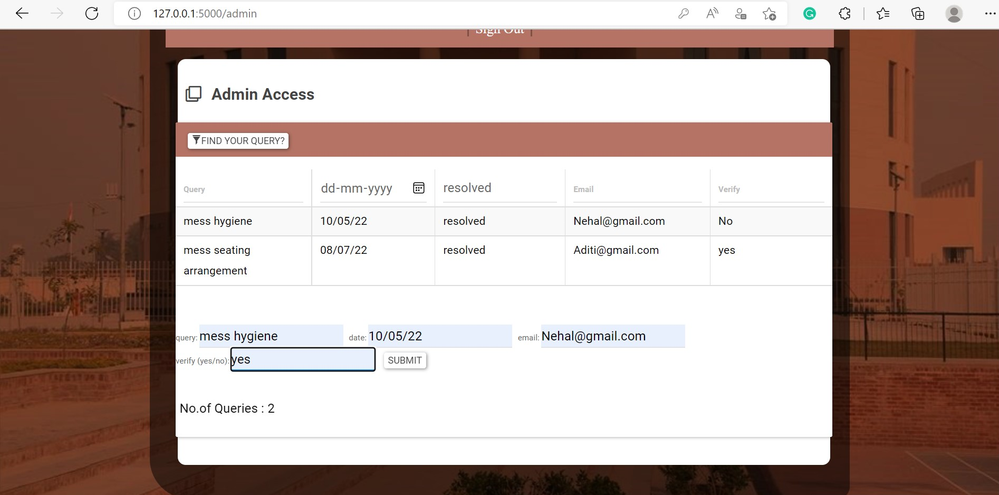 127.0.0.1:5000/admin
Sign Out
Admin Access
FIND YOUR QUERY?
Query dd-mm-yyyy resolved Email Verify
mess hygiene 10/05/22 resolved Nehal@gmail.com No
mess seating 08/07/22 resolved Aditi@gmail.com yes
arrangement
query: mess hygiene date: 10/05/22 email: Nehal@gmail.com
verify (yes/no): yes SUBMIT
No.of Queries : 2